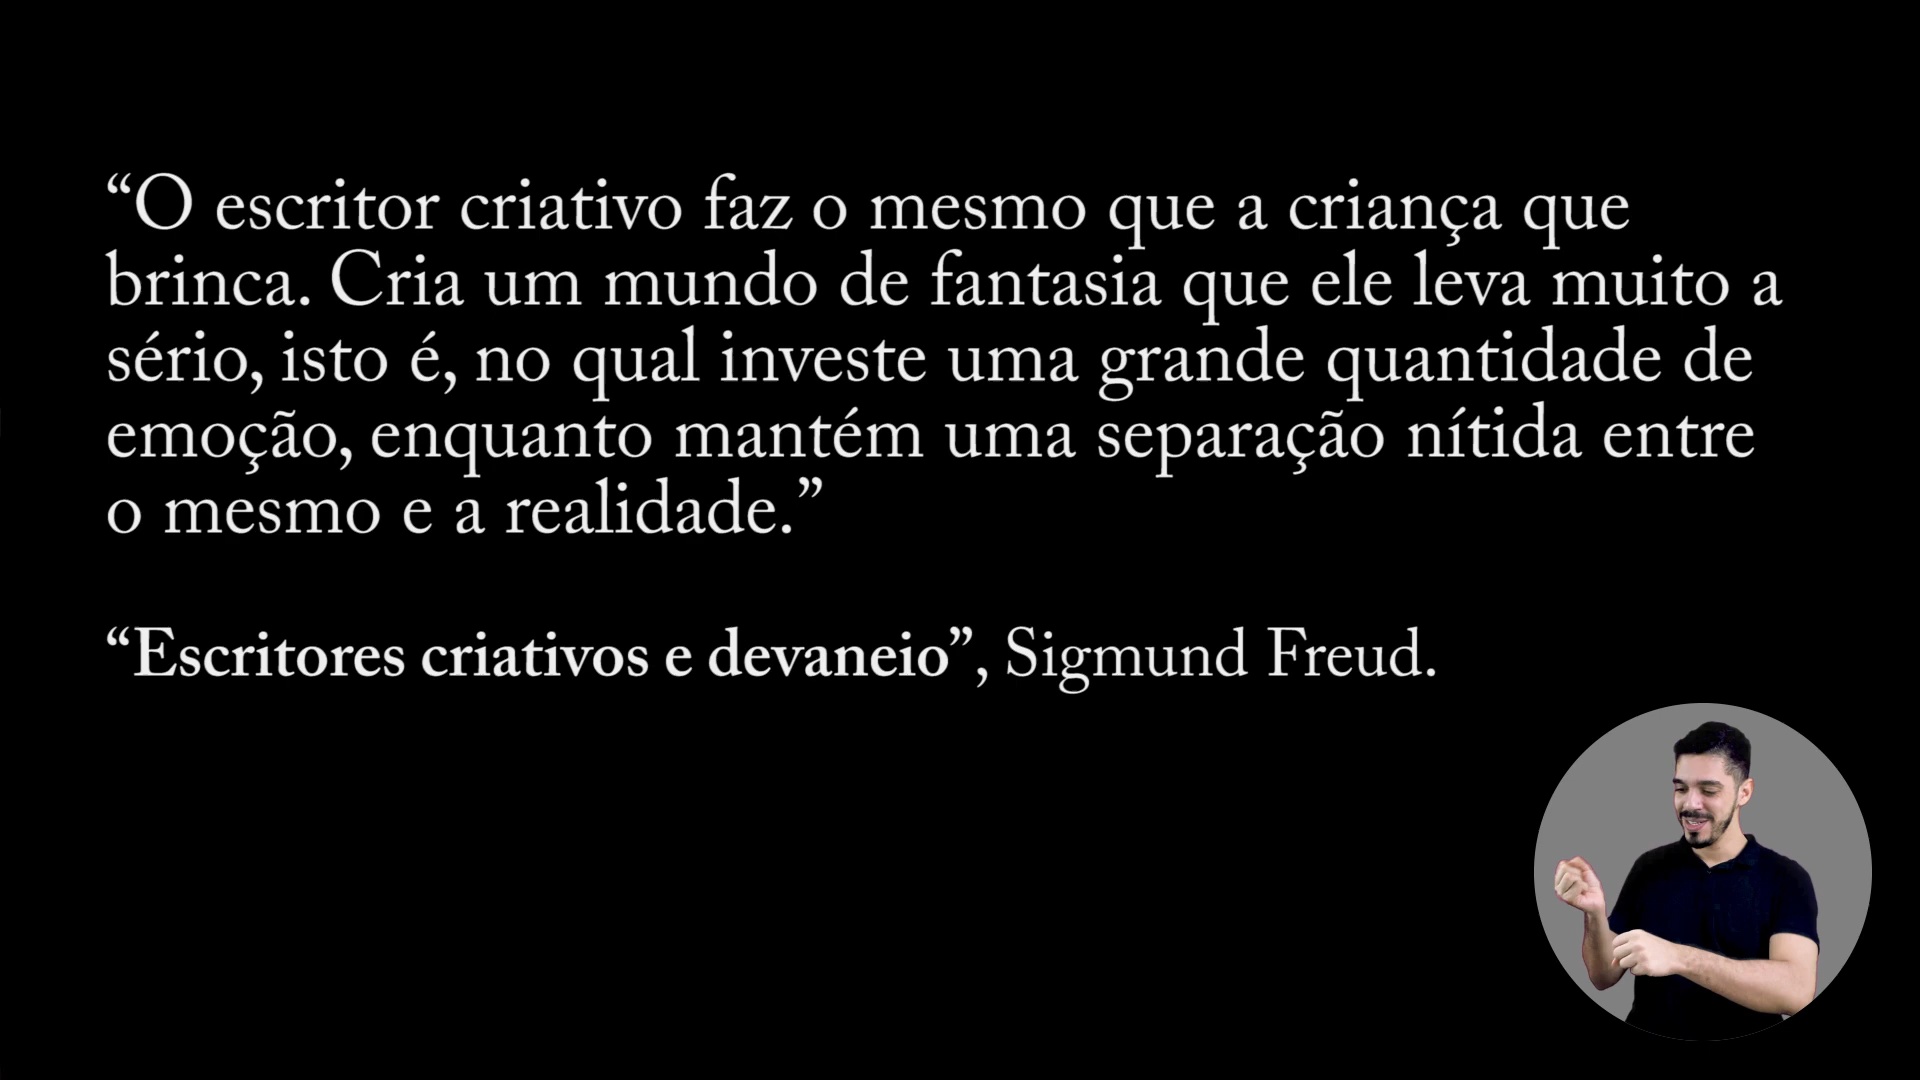 “O escritor criativo faz o mesmo que a criança que
brinca. Cria um mundo de fantasia que ele leva muito a
sério, isto é, no qual investe uma grande quantidade de
emoção, enquanto mantém uma separação nítida entre
o mesmo e a realidade.”
“Escritores criativos e devaneio”, Sigmund Freud.